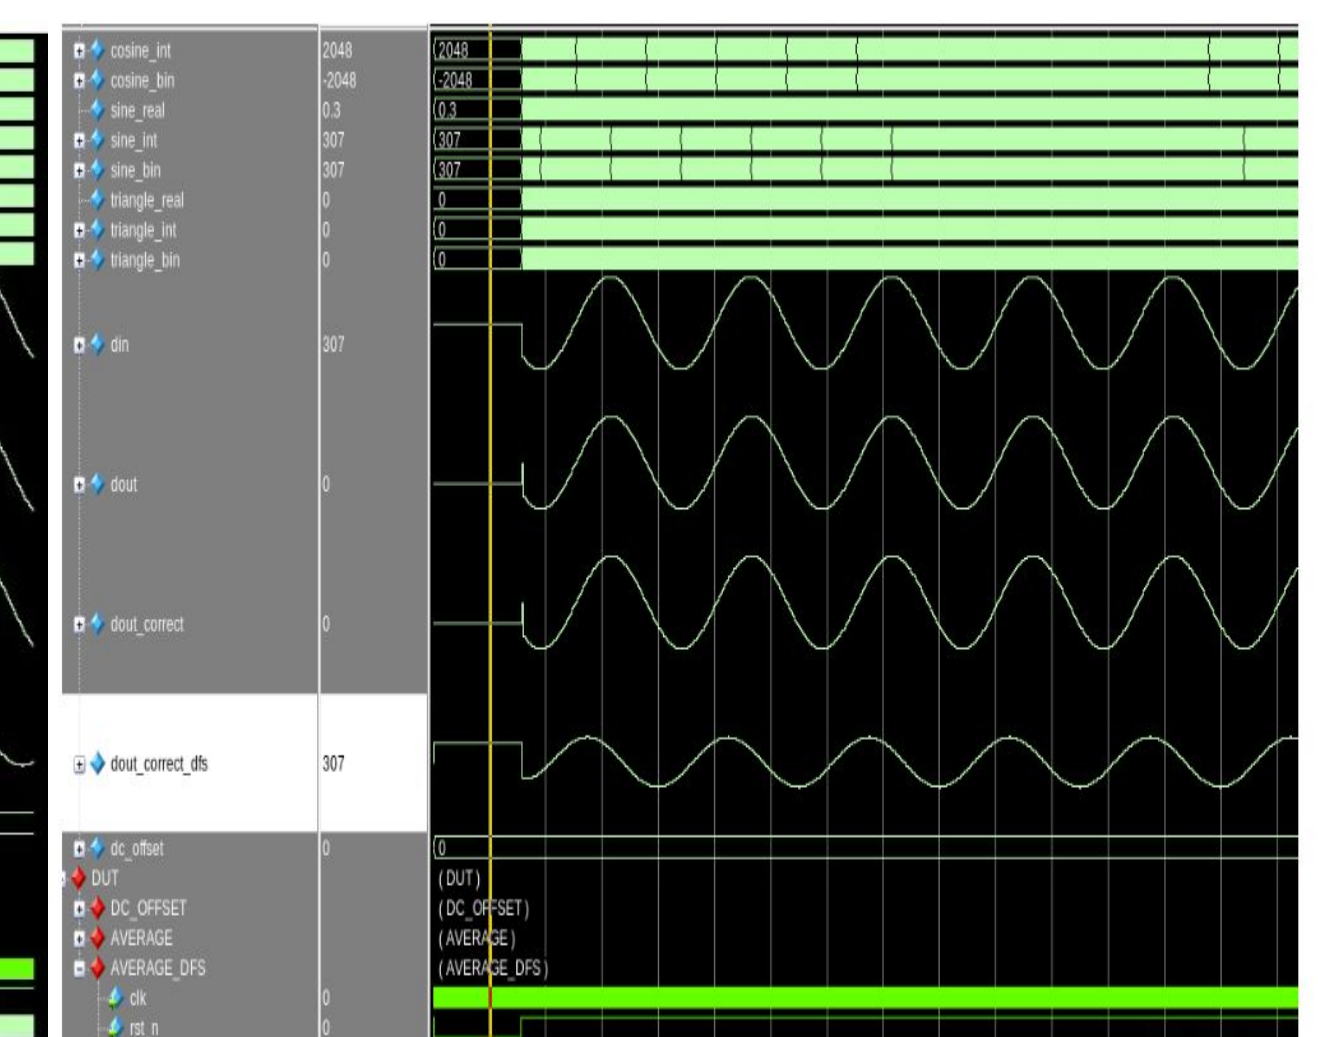 cosine_int 2048 2048
cosine_bin -2048 -2048
sine_real 0.3 0.3
sine_int 307 307
sine_bin 307 307
triangle_real 0 0
triangle_int 0 0
triangle_bin 0 0
din 307
dout 0
dout_correct 0
dout_correct_dfs 307
dc_offset 0 0
DUT (DUT)
DC_OFFSET (DC_OFFSET)
AVERAGE (AVERAGE)
AVERAGE_DFS (AVERAGE_DFS)
clk 0
rst_n 0